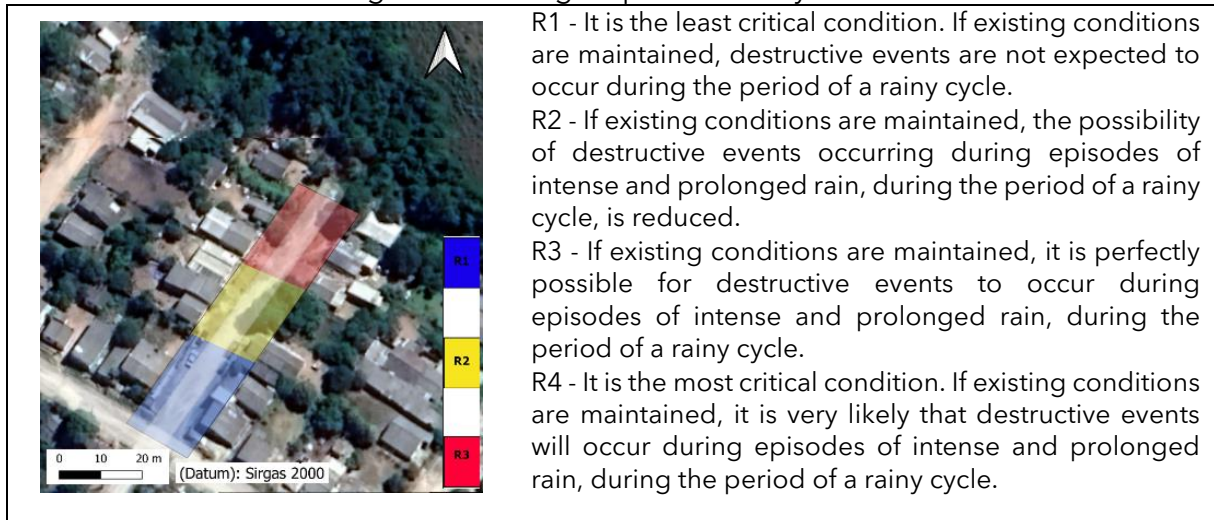 R1 - It is the least critical condition. If existing conditions
are maintained, destructive events are not expected to
occur during the period of a rainy cycle.
R2 - If existing conditions are maintained, the possibility
of destructive events occurring during episodes of
intense and prolonged rain, during the period of a rainy
cycle, is reduced.
R3 - If existing conditions are maintained, it is perfectly
possible for destructive events to occur during
episodes of intense and prolonged rain, during the
period of a rainy cycle.
R4 - It is the most critical condition. If existing conditions
are maintained, it is very likely that destructive events
will occur during episodes of intense and prolonged
rain, during the period of a rainy cycle.
R1
R2
R3
0 10 20 m
(Datum): Sirgas 2000